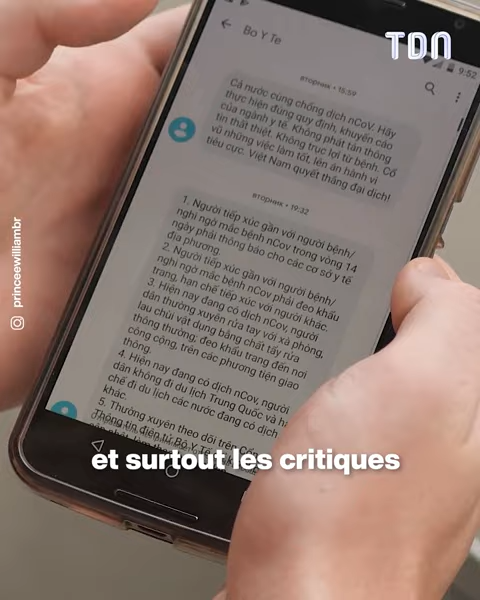 TDN
9:52
Bo Y Te
вторник • 15:59
Cả nước cùng chống dịch nCoV. Hãy
thực hiện đúng quy định, khuyến cáo
của ngành y tế. Không phát tán thông
tin thất thiệt. Không trục lợi từ bệnh. Cổ
vũ những việc làm tốt, lên án hành vi
tiêu cực. Việt Nam quyết thắng đại dịch!
вторник • 19:32
1. Người tiếp xúc gần với người bệnh/
nghi ngờ mắc bệnh nCov trong vòng 14
ngày phải thông báo cho các cơ sở y tế
địa phương.
2. Người tiếp xúc gần với người bệnh/
nghi ngờ mắc bệnh nCov phải đeo khẩu
trang, hạn chế tiếp xúc với người khác.
3. Hiện nay đang có dịch nCov, người
dân thường xuyên rửa tay với xà phòng,
lau chùi vật dụng bằng chất tẩy rửa
thông thường; đeo khẩu trang đến nơi
công cộng, trên các phương tiện giao
thông.
4. Hiện nay đang có dịch nCov, người
dân không đi du lịch Trung Quốc và
chế đi du lịch các nước đang có dịch
khác.
5. Thường xuyên theo dõi trên
Thông tin điện tử Bộ Y Tế
princeewilliambr
et surtout les critiques